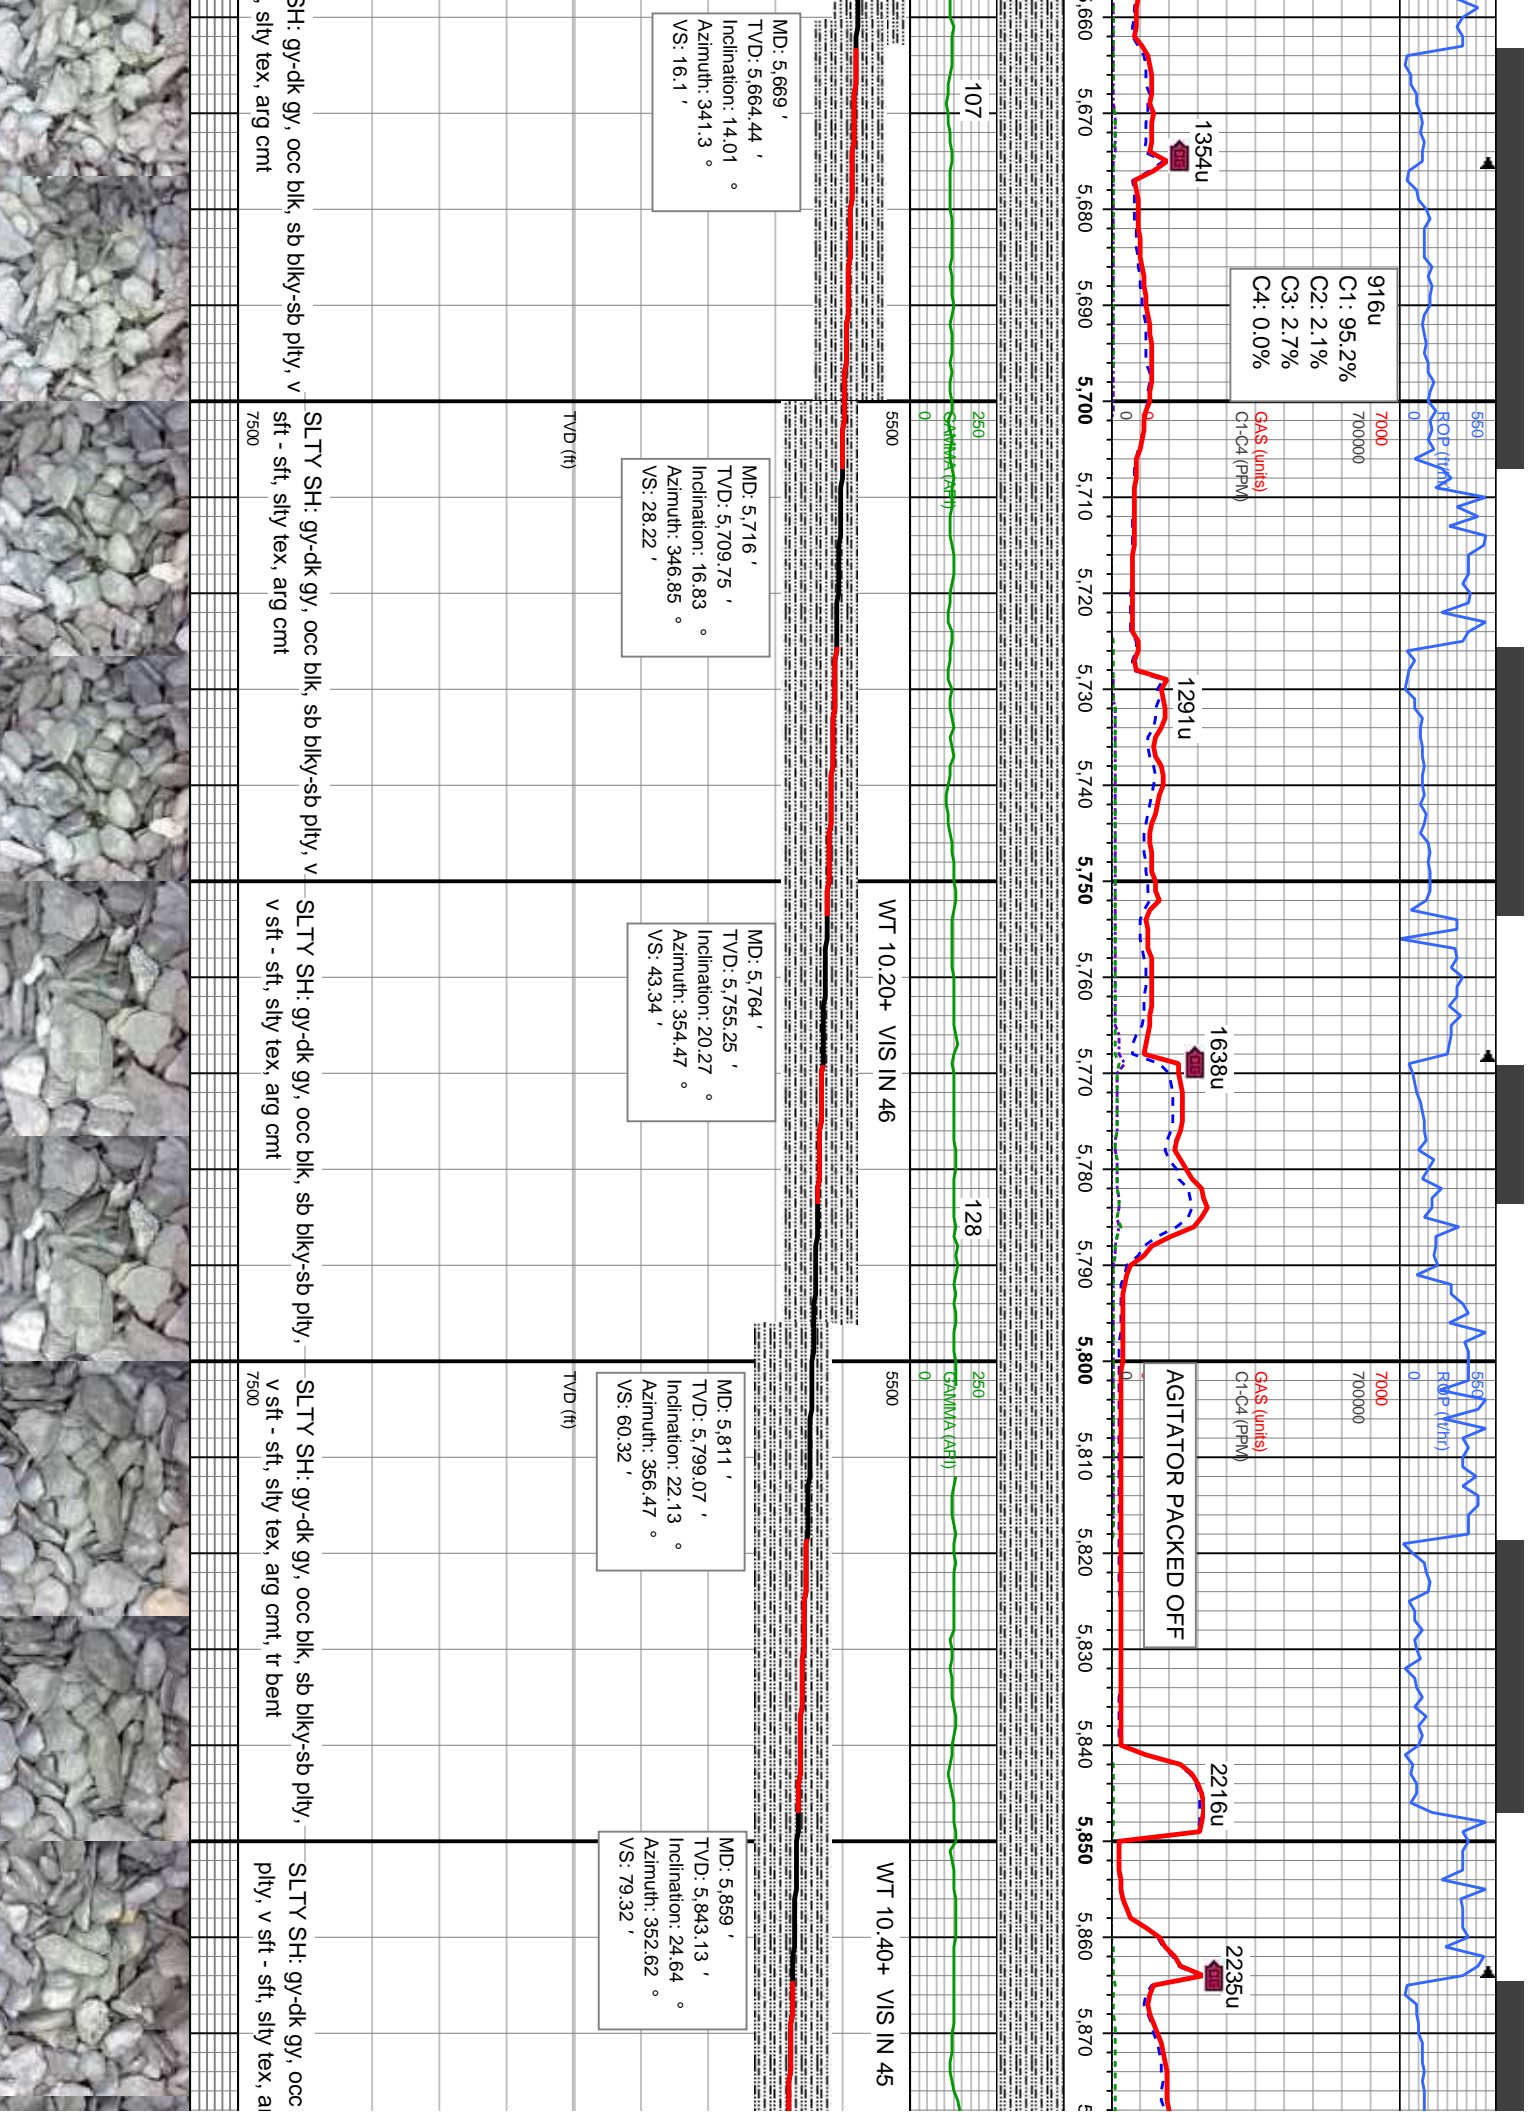 550
ROP (ft/hr)
0
550
ROP (ft/hr)
0
7000
700000
GAS (units)
C1-C4 (PPM)
0
7000
700000
GAS (units)
C1-C4 (PPM)
0
916u
C1: 95.2%
C2: 2.1%
C3: 2.7%
C4: 0.0%
1354u
1291u
1638u
AGITATOR PACKED OFF
2216u
2235u
5,660
5,670
5,680
5,690
5,700
5,710
5,720
5,730
5,740
5,750
5,760
5,770
5,780
5,790
5,800
5,810
5,820
5,830
5,840
5,850
5,860
5,870
107
128
250
GAMMA (API)
0
250
GAMMA (API)
0
5500
WT 10.20+ VIS IN 46
5500
WT 10.40+ VIS IN 45
MD: 5,669 '
TVD: 5,664.44 '
Inclination: 14.01 °
Azimuth: 341.3 °
VS: 16.1 '
MD: 5,716 '
TVD: 5,709.75 '
Inclination: 16.83 °
Azimuth: 346.85 °
VS: 28.22 '
MD: 5,764 '
TVD: 5,755.25 '
Inclination: 20.27 °
Azimuth: 354.47 °
VS: 43.34 '
MD: 5,811 '
TVD: 5,799.07 '
Inclination: 22.13 °
Azimuth: 356.47 °
VS: 60.32 '
MD: 5,859 '
TVD: 5,843.13 '
Inclination: 24.64 °
Azimuth: 352.62 °
VS: 79.32 '
TVD (ft)
TVD (ft)
7500
7500
SH: gy-dk gy, occ blk, sb blky-sb plty, v
, slty tex, arg cmt
SLTY SH: gy-dk gy, occ blk, sb blky-sb plty, v
sft - sft, slty tex, arg cmt
SLTY SH: gy-dk gy, occ blk, sb blky-sb plty,
v sft - sft, slty tex, arg cmt
SLTY SH: gy-dk gy, occ blk, sb blky-sb plty,
v sft - sft, slty tex, arg cmt, tr bent
SLTY SH: gy-dk gy, occ
plty, v sft - sft, slty tex,